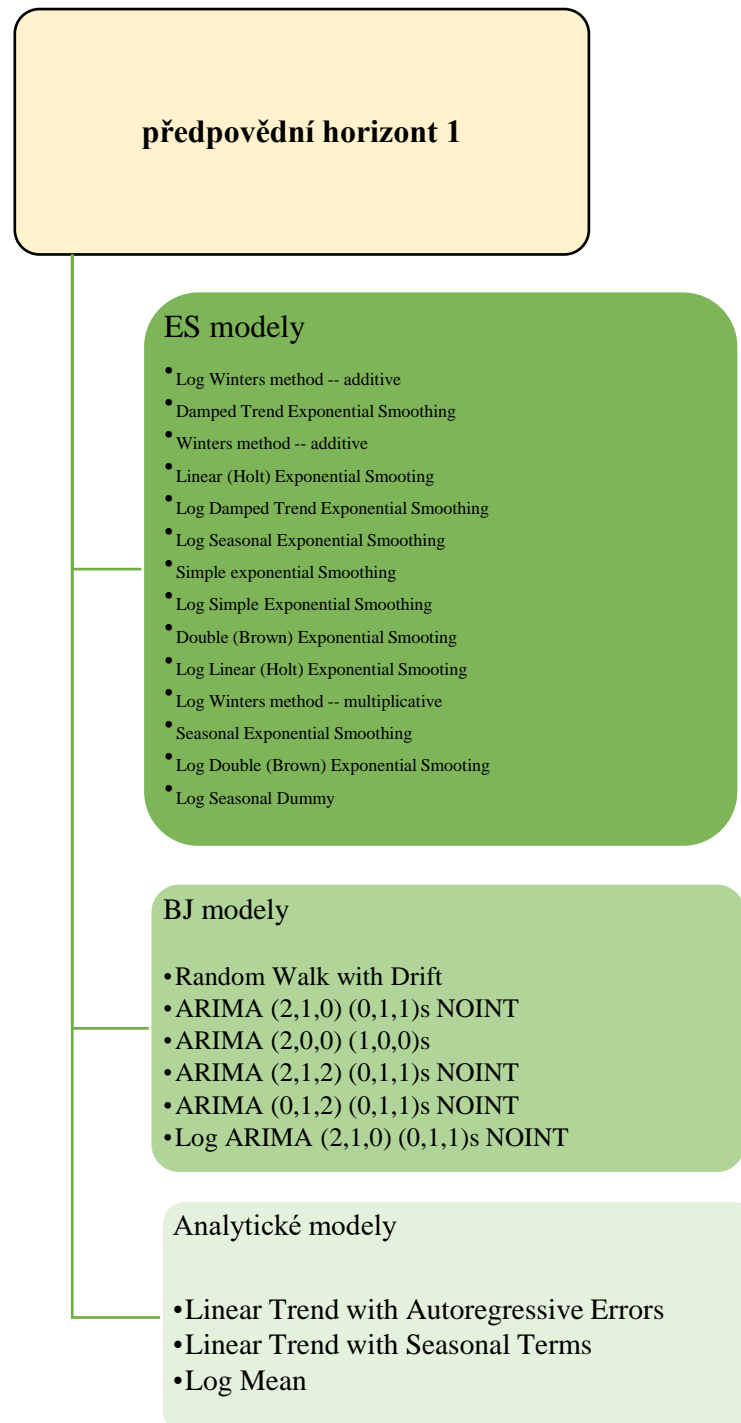 předpovědní horizont 1
ES modely
•Log Winters method -- additive
•Damped Trend Exponential Smoothing
•Winters method -- additive
•Linear (Holt) Exponential Smooting
•Log Damped Trend Exponential Smoothing
•Log Seasonal Exponential Smoothing
•Simple exponential Smoothing
•Log Simple Exponential Smoothing
•Double (Brown) Exponential Smooting
•Log Linear (Holt) Exponential Smooting
•Log Winters method -- multiplicative
•Seasonal Exponential Smoothing
•Log Double (Brown) Exponential Smooting
•Log Seasonal Dummy
BJ modely
•Random Walk with Drift
•ARIMA (2,1,0) (0,1,1)s NOINT
•ARIMA (2,0,0) (1,0,0)s
•ARIMA (2,1,2) (0,1,1)s NOINT
•ARIMA (0,1,2) (0,1,1)s NOINT
•Log ARIMA (2,1,0) (0,1,1)s NOINT
Analytické modely
•Linear Trend with Autoregressive Errors
•Linear Trend with Seasonal Terms
•Log Mean